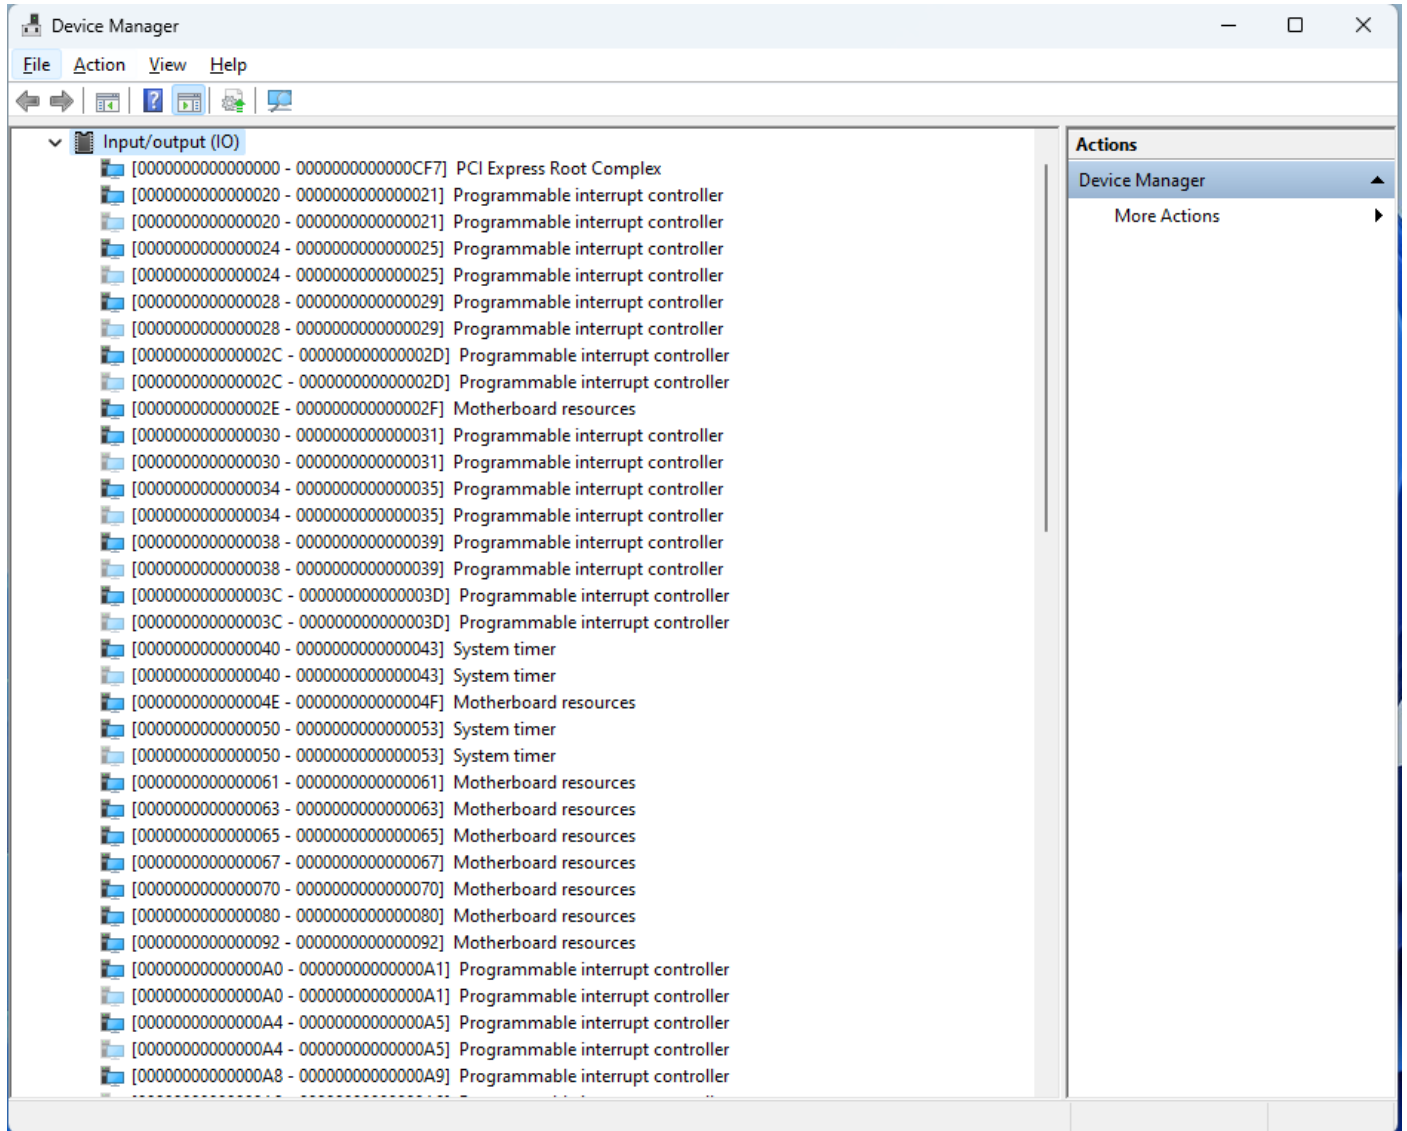 Device Manager
File Action View Help
Input/output (IO)
[0000000000000000 - 0000000000000CF7] PCI Express Root Complex
[0000000000000020 - 0000000000000021] Programmable interrupt controller
[0000000000000020 - 0000000000000021] Programmable interrupt controller
[0000000000000024 - 0000000000000025] Programmable interrupt controller
[0000000000000024 - 0000000000000025] Programmable interrupt controller
[0000000000000028 - 0000000000000029] Programmable interrupt controller
[0000000000000028 - 0000000000000029] Programmable interrupt controller
[000000000000002C - 000000000000002D] Programmable interrupt controller
[000000000000002C - 000000000000002D] Programmable interrupt controller
[000000000000002E - 000000000000002F] Motherboard resources
[0000000000000030 - 0000000000000031] Programmable interrupt controller
[0000000000000030 - 0000000000000031] Programmable interrupt controller
[0000000000000034 - 0000000000000035] Programmable interrupt controller
[0000000000000034 - 0000000000000035] Programmable interrupt controller
[0000000000000038 - 0000000000000039] Programmable interrupt controller
[0000000000000038 - 0000000000000039] Programmable interrupt controller
[000000000000003C - 000000000000003D] Programmable interrupt controller
[000000000000003C - 000000000000003D] Programmable interrupt controller
[0000000000000040 - 0000000000000043] System timer
[0000000000000040 - 0000000000000043] System timer
[000000000000004E - 000000000000004F] Motherboard resources
[0000000000000050 - 0000000000000053] System timer
[0000000000000050 - 0000000000000053] System timer
[0000000000000061 - 0000000000000061] Motherboard resources
[0000000000000063 - 0000000000000063] Motherboard resources
[0000000000000065 - 0000000000000065] Motherboard resources
[0000000000000067 - 0000000000000067] Motherboard resources
[0000000000000070 - 0000000000000070] Motherboard resources
[0000000000000080 - 0000000000000080] Motherboard resources
[0000000000000092 - 0000000000000092] Motherboard resources
[00000000000000A0 - 00000000000000A1] Programmable interrupt controller
[00000000000000A0 - 00000000000000A1] Programmable interrupt controller
[00000000000000A4 - 00000000000000A5] Programmable interrupt controller
[00000000000000A4 - 00000000000000A5] Programmable interrupt controller
[00000000000000A8 - 00000000000000A9] Programmable interrupt controller
Actions
Device Manager
More Actions